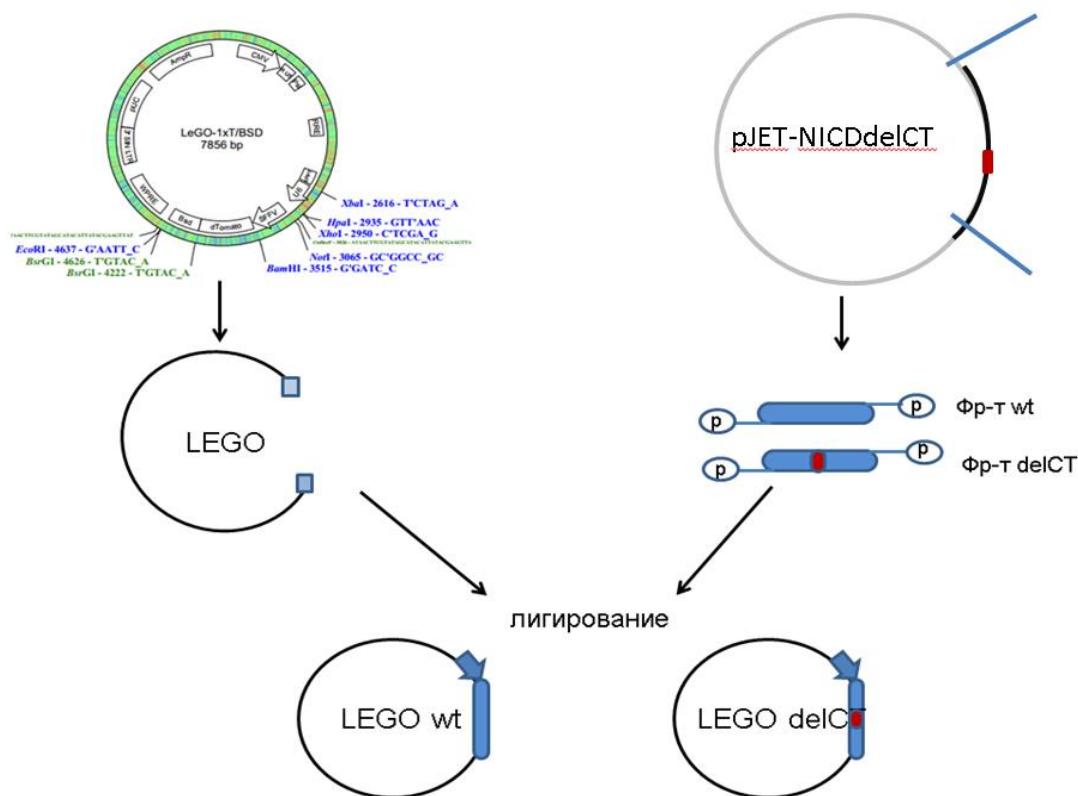 AmpR
CMV
pUC
RRE
LeGO-1xT/BSD
7856 bp
WPRE
U6
SFFV
dTomato
Bsd
XbaI - 2616 - T'CTAG_A
HpaI - 2935 - GTT'AAC
XhoI - 2950 - C'TCGA_G
NotI - 3065 - GC'GGCC_GC
BamHI - 3515 - G'GATC_C
EcoRI - 4637 - G'AATT_C
BsrGI - 4626 - T'GTAC_A
BsrGI - 4222 - T'GTAC_A
pJET-NICDdelCT
LEGO
p
p
Фр-т wt
p
p
Фр-т delCT
лигирование
LEGO wt
LEGO delCT